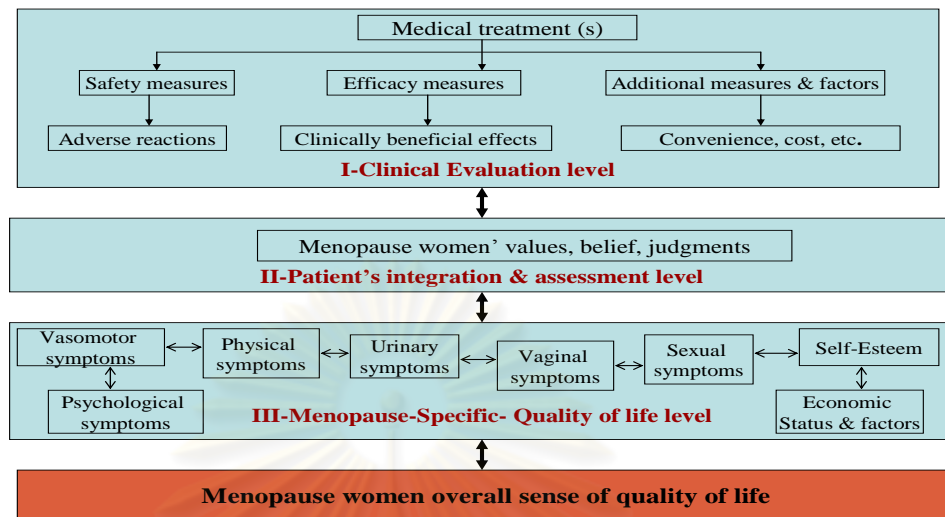 Medical treatment (s)
Safety measures
Efficacy measures
Additional measures & factors
Adverse reactions
Clinically beneficial effects
Convenience, cost, etc.
I-Clinical Evaluation level
Menopause women' values, belief, judgments
II-Patient's integration & assessment level
Vasomotor
symptoms
Physical
symptoms
Urinary
symptoms
Vaginal
symptoms
Sexual
symptoms
Self-Esteem
Psychological
symptoms
III-Menopause-Specific- Quality of life level
Economic
Status & factors
Menopause women overall sense of quality of life